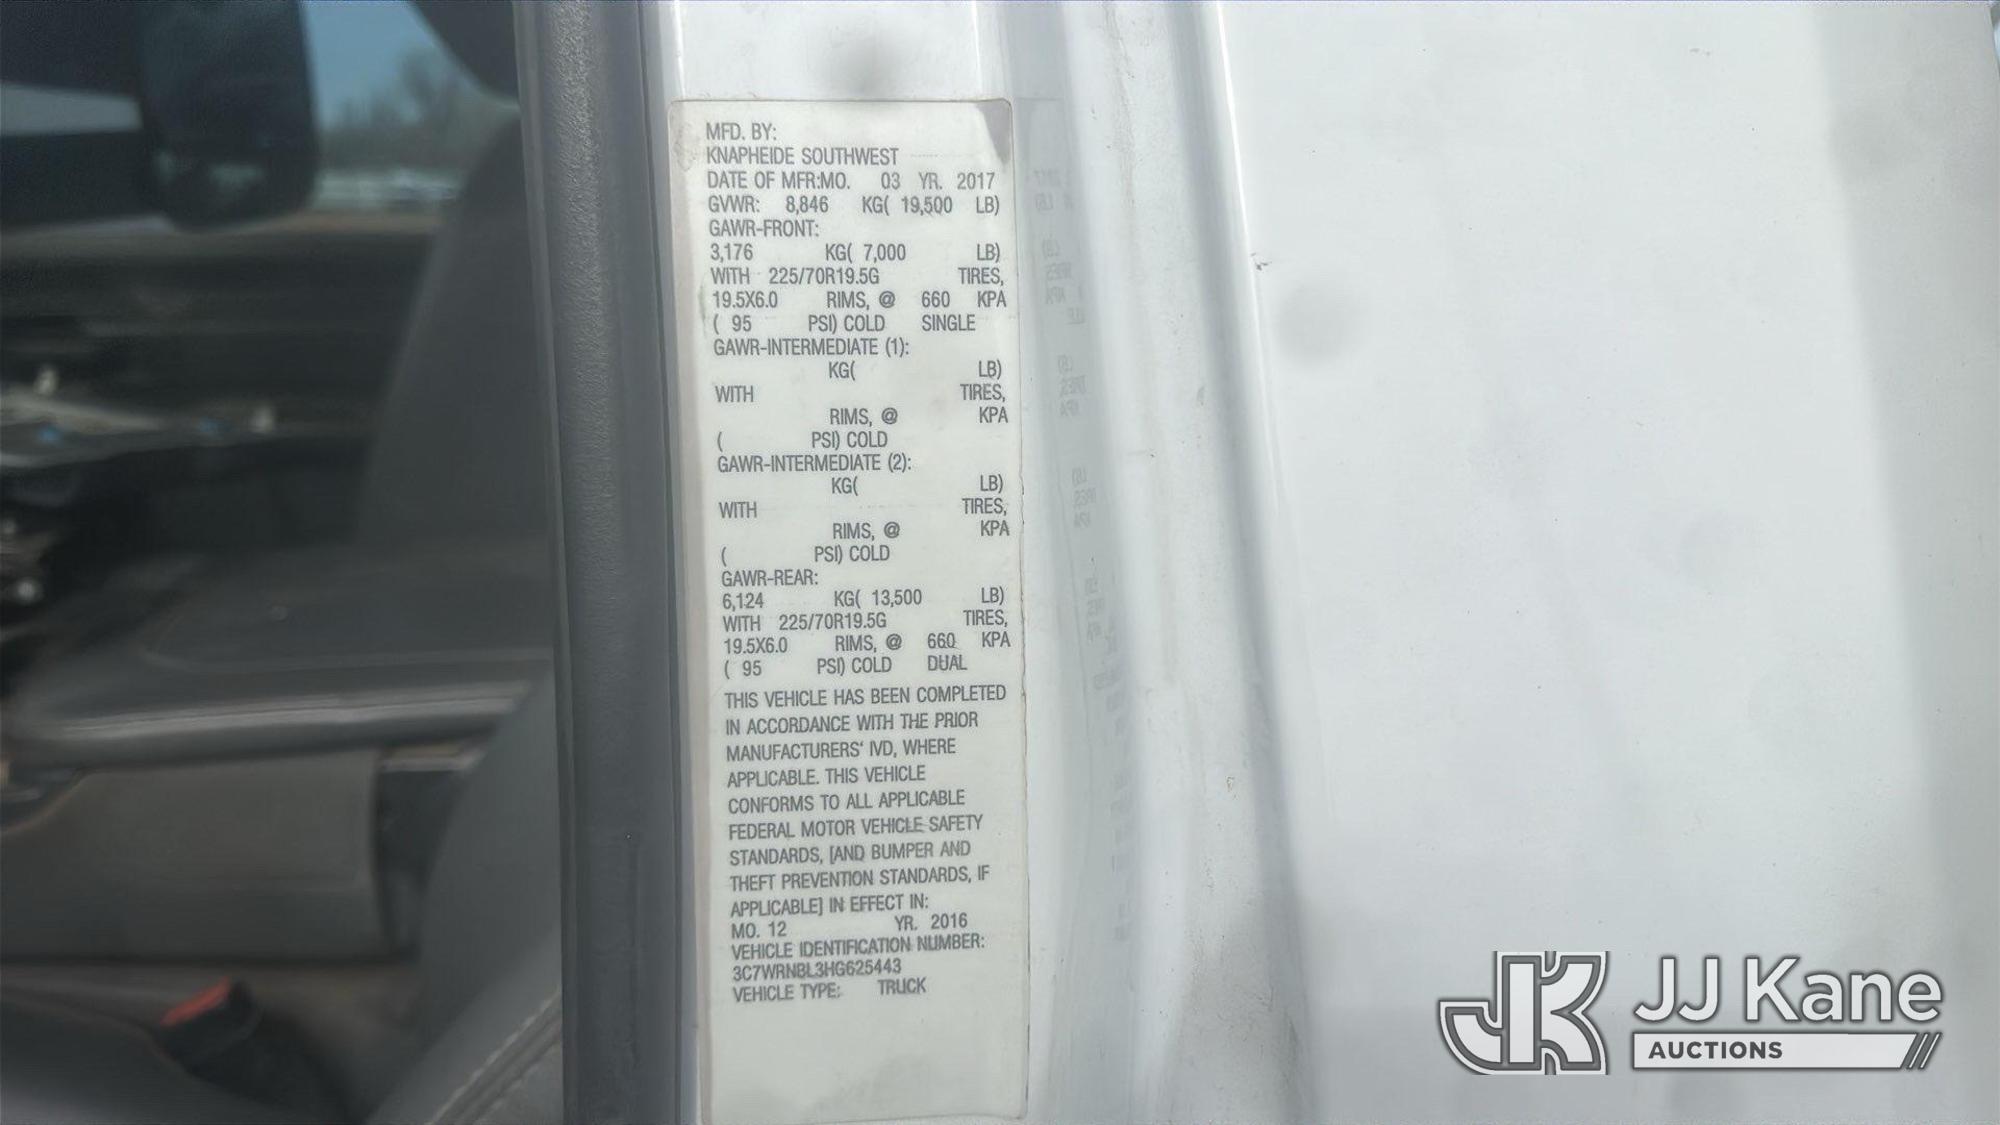 MFD. BY:
KNAPHEIDE SOUTHWEST
DATE OF MFR:MO. 03 YR. 2017
GVWR: 8,846 KG( 19,500 LB)
GAWR-FRONT:
3,176 KG( 7,000 LB)
WITH 225/70R19.5G TIRES,
19.5X6.0 RIMS, @ 660 KPA
( 95 PSI) COLD SINGLE
GAWR-INTERMEDIATE (1):
KG( LB)
WITH TIRES,
RIMS, @ KPA
( PSI) COLD
GAWR-INTERMEDIATE (2):
KG( LB)
WITH TIRES,
RIMS, @ KPA
( PSI) COLD
GAWR-REAR:
6,124 KG( 13,500 LB)
WITH 225/70R19.5G TIRES,
19.5X6.0 RIMS, @ 660 KPA
( 95 PSI) COLD DUAL
THIS VEHICLE HAS BEEN COMPLETED
IN ACCORDANCE WITH THE PRIOR
MANUFACTURERS' IVD, WHERE
APPLICABLE. THIS VEHICLE
CONFORMS TO ALL APPLICABLE
FEDERAL MOTOR VEHICLE SAFETY
STANDARDS, [AND BUMPER AND
THEFT PREVENTION STANDARDS, IF
APPLICABLE] IN EFFECT IN:
MO. 12 YR. 2016
VEHICLE IDENTIFICATION NUMBER:
3C7WRNBL3HG625443
VEHICLE TYPE: TRUCK
JK JJ Kane
AUCTIONS